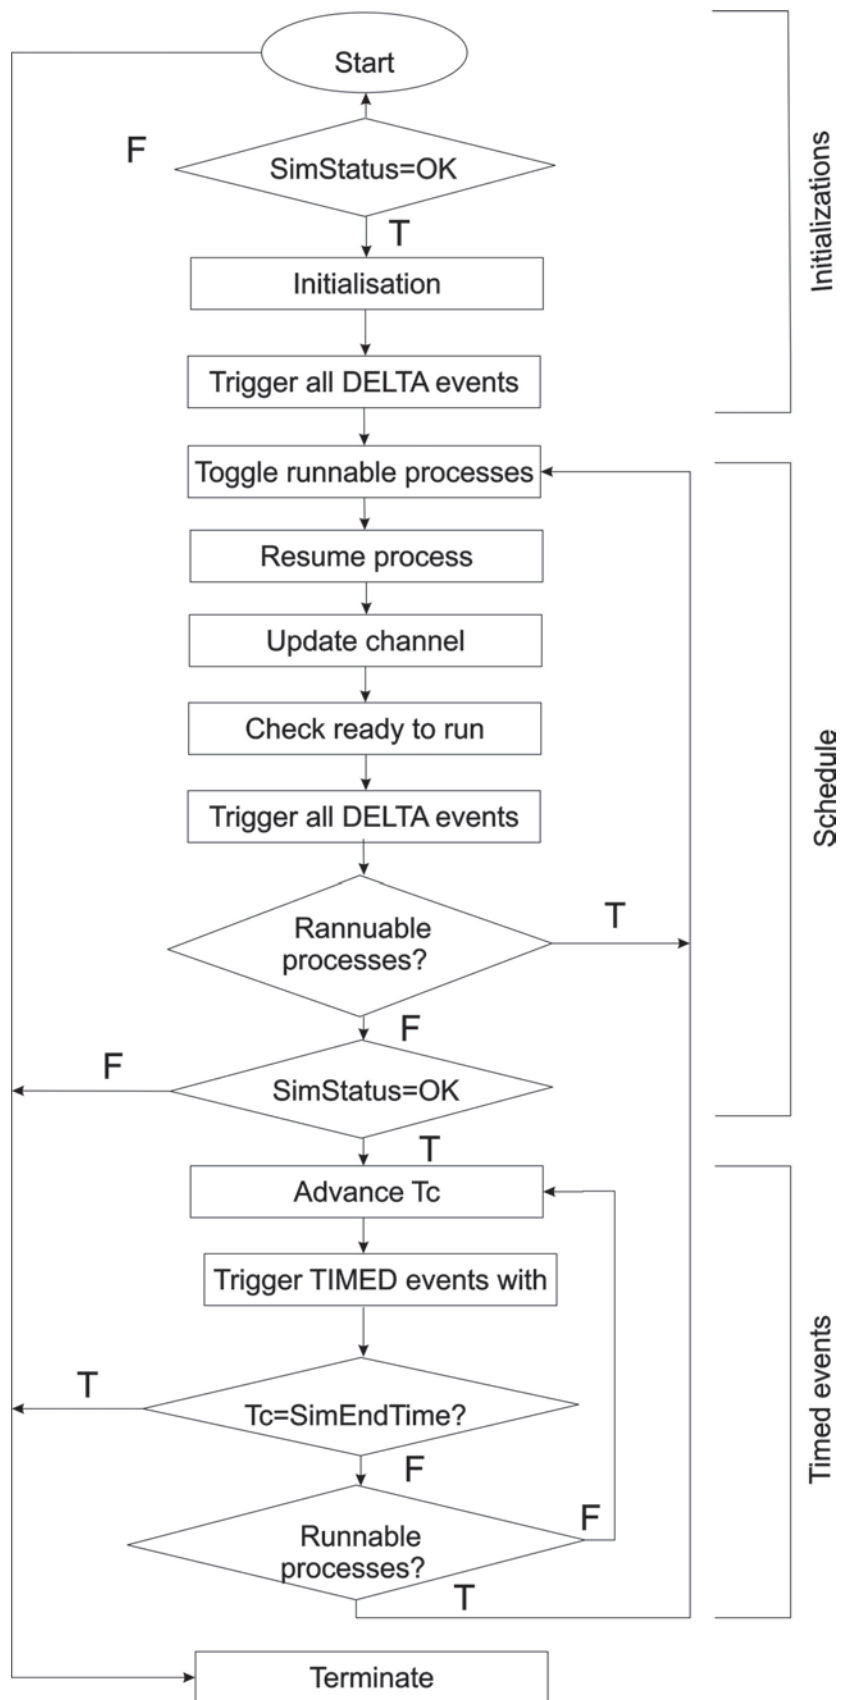 Start
F
SimStatus=OK
T
Initialisation
Trigger all DELTA events
Initializations
Toggle runnable processes
Resume process
Update channel
Check ready to run
Trigger all DELTA events
Rannuable
processes?
T
F
SimStatus=OK
F
T
Schedule
Advance Tc
Trigger TIMED events with
Tc=SimEndTime?
T
F
Runnable
processes?
F
T
Timed events
Terminate